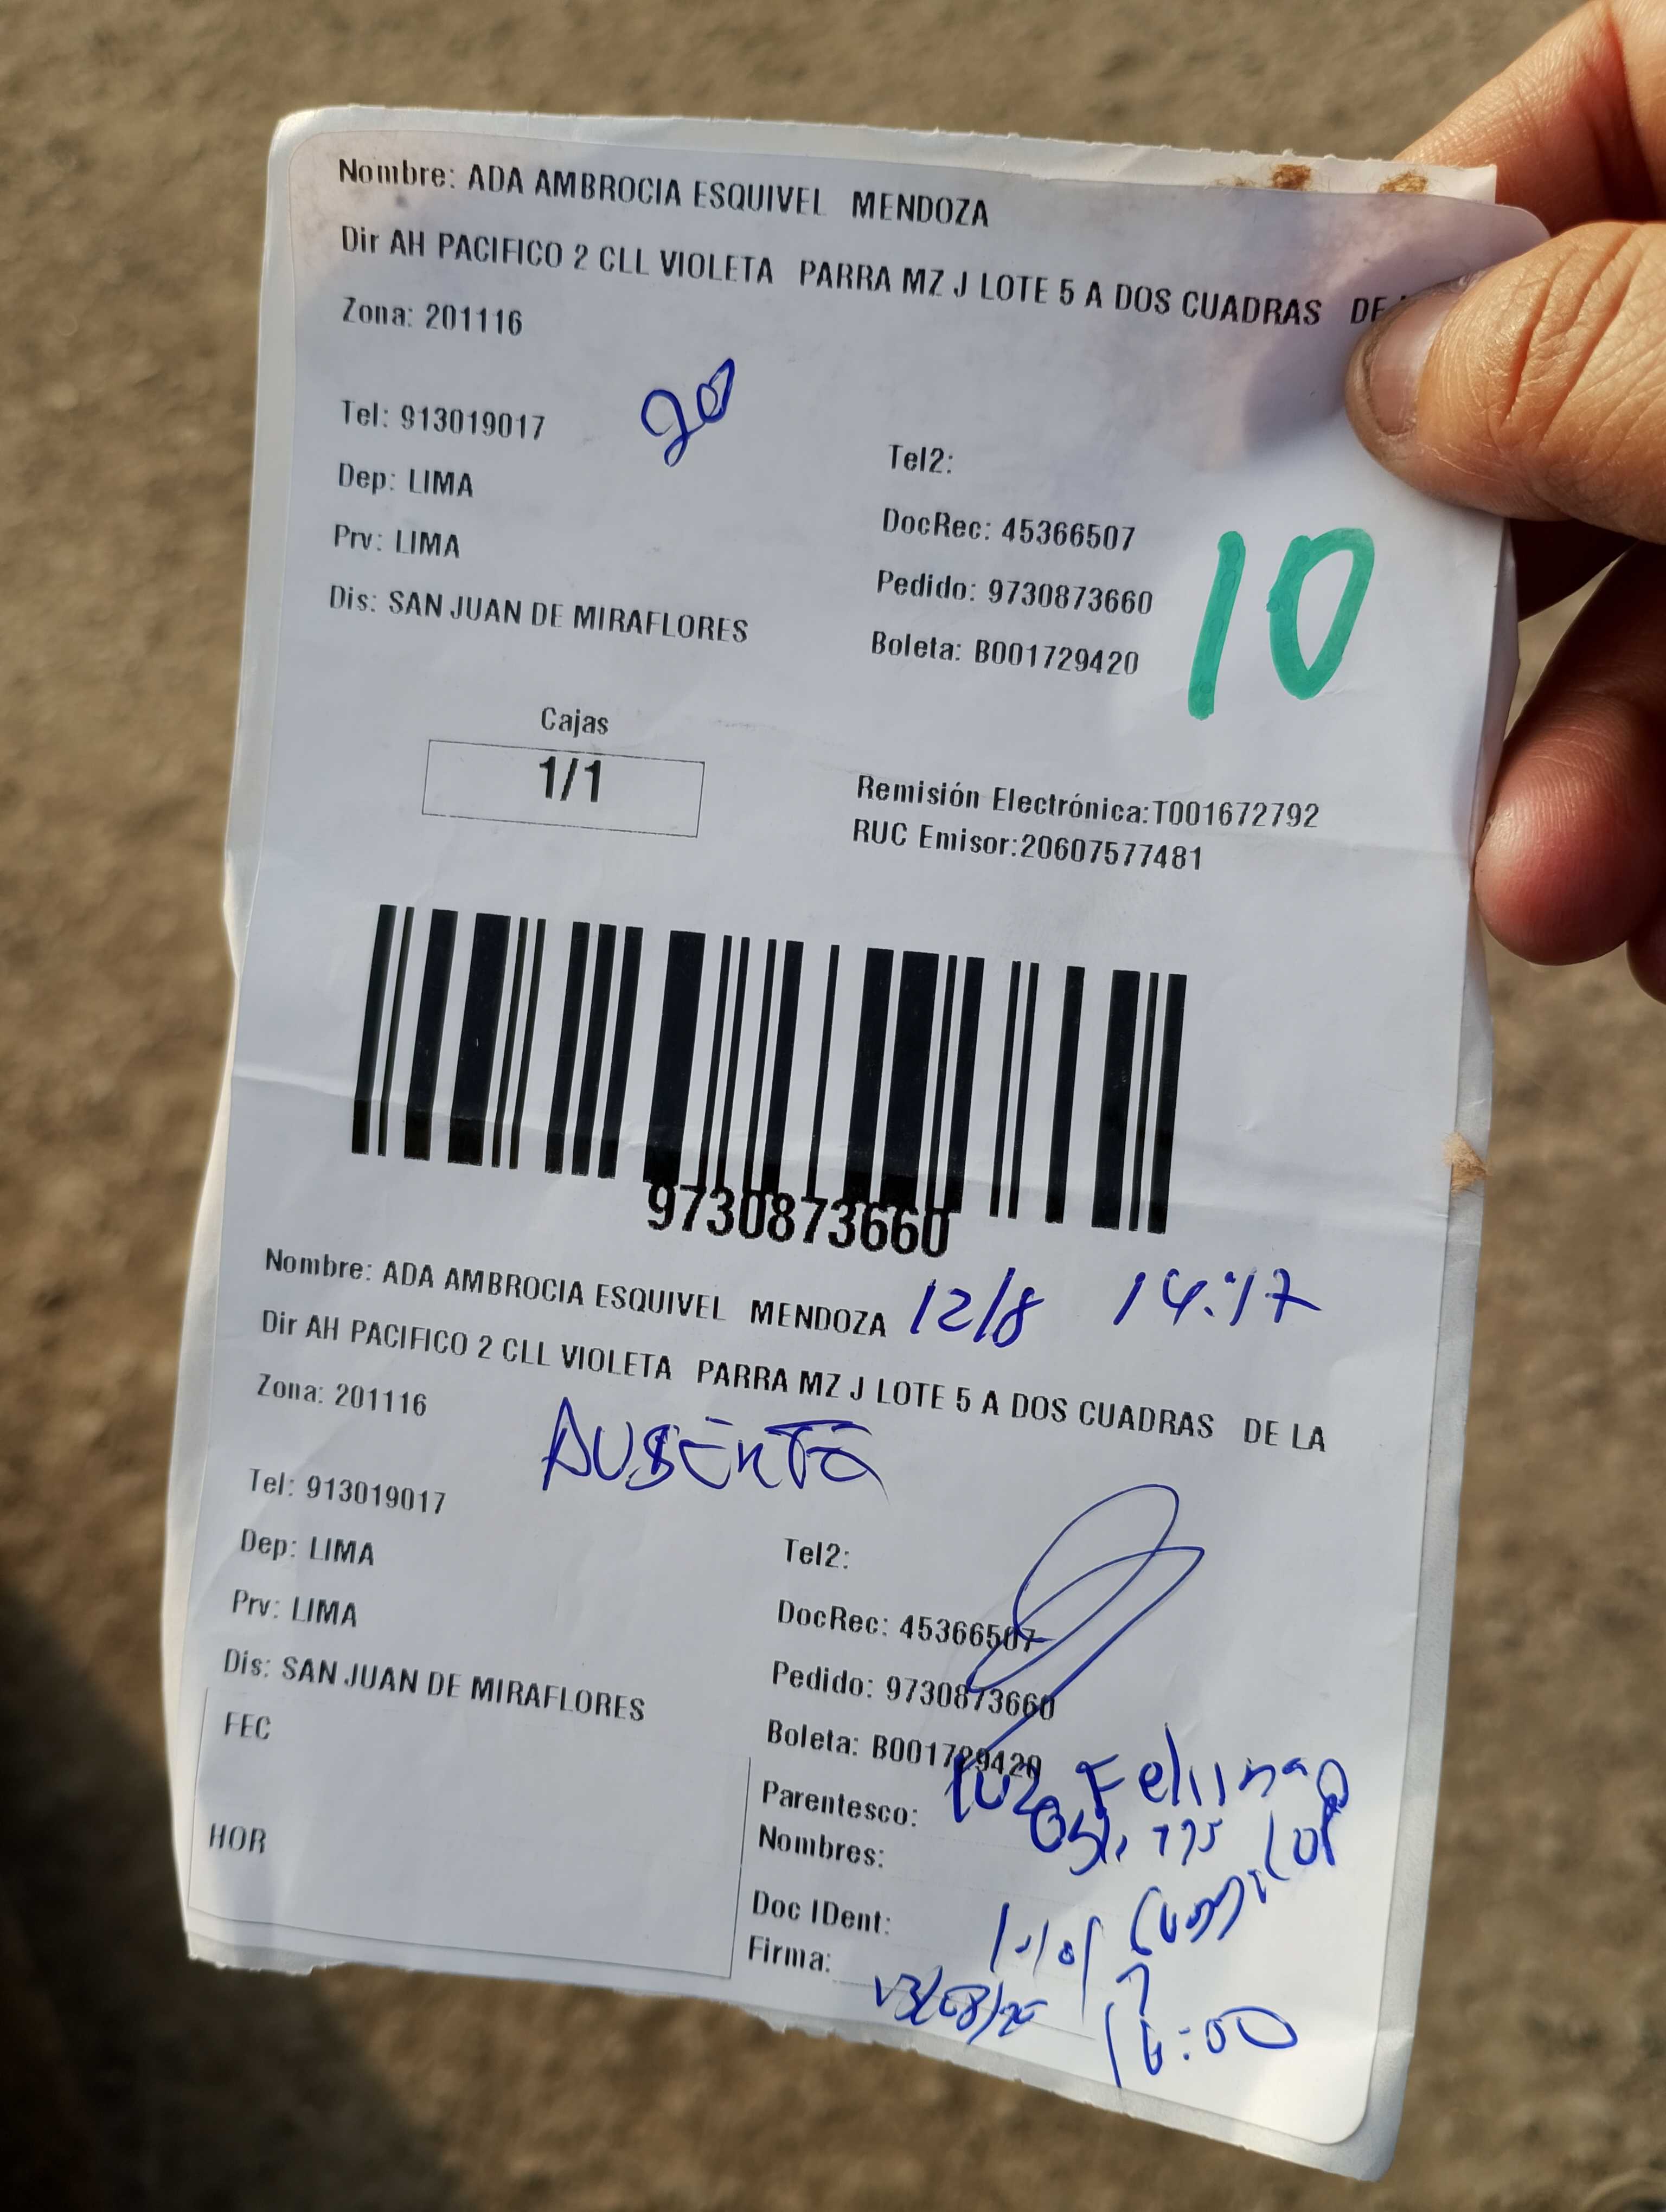 Nombre: ADA AMBROCIA ESQUIVEL MENDOZA
Dir AH PACIFICO 2 CLL VIOLETA PARRA MZ J LOTE 5 A DOS CUADRAS DE
Zona: 201116
20
Tel: 913019017
Tel2:
Dep: LIMA
DocRec: 45366507
Prv: LIMA
Pedido: 9730873660
Dis: SAN JUAN DE MIRAFLORES
Boleta: B001729420
10
Cajas
1/1
Remisión Electrónica:T001672792
RUC Emisor:20607577481
9730873660
Nombre: ADA AMBROCIA ESQUIVEL MENDOZA 12/8 14:17
Dir AH PACIFICO 2 CLL VIOLETA PARRA MZ J LOTE 5 A DOS CUADRAS DE LA
Zona: 201116
AUSENTE
Tel: 913019017
Tel2:
Dep: LIMA
DocRec: 45366507
Prv: LIMA
Pedido: 9730873660
Dis: SAN JUAN DE MIRAFLORES
Boleta: B001729420
FEC
Parentesco:
Nombres:
HOR
Doc IDent:
Firma:
16:00